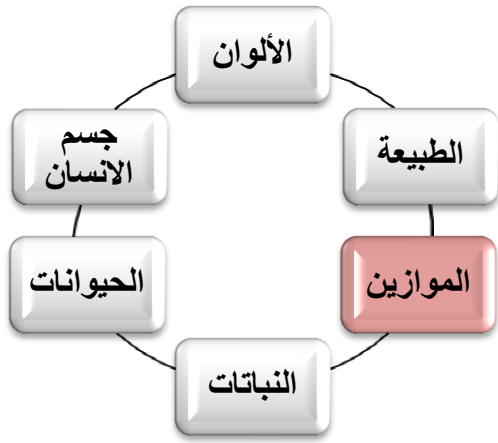 الألوان
الطبيعة
الموازين
النباتات
الحيوانات
جسم
الانسان